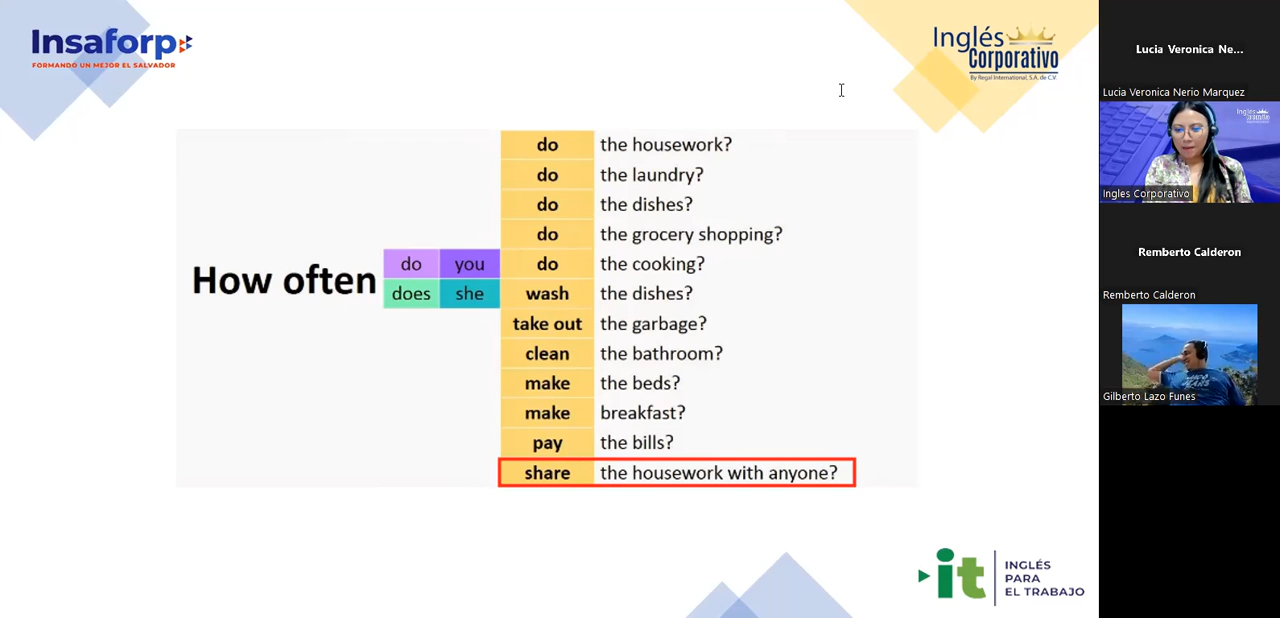 Insaforp
FORMANDO UN MEJOR EL SALVADOR
Inglés
Corporativo
By Regal International, S.A. de C.V.
How often
do you
does she
do the housework?
do the laundry?
do the dishes?
do the grocery shopping?
do the cooking?
wash the dishes?
take out the garbage?
clean the bathroom?
make the beds?
make breakfast?
pay the bills?
share the housework with anyone?
it
INGLÉS
PARA
EL TRABAJO
Lucia Veronica Ne...
Lucia Veronica Nerio Marquez
Ingles Corporativo
Remberto Calderon
Remberto Calderon
Gilberto Lazo Funes